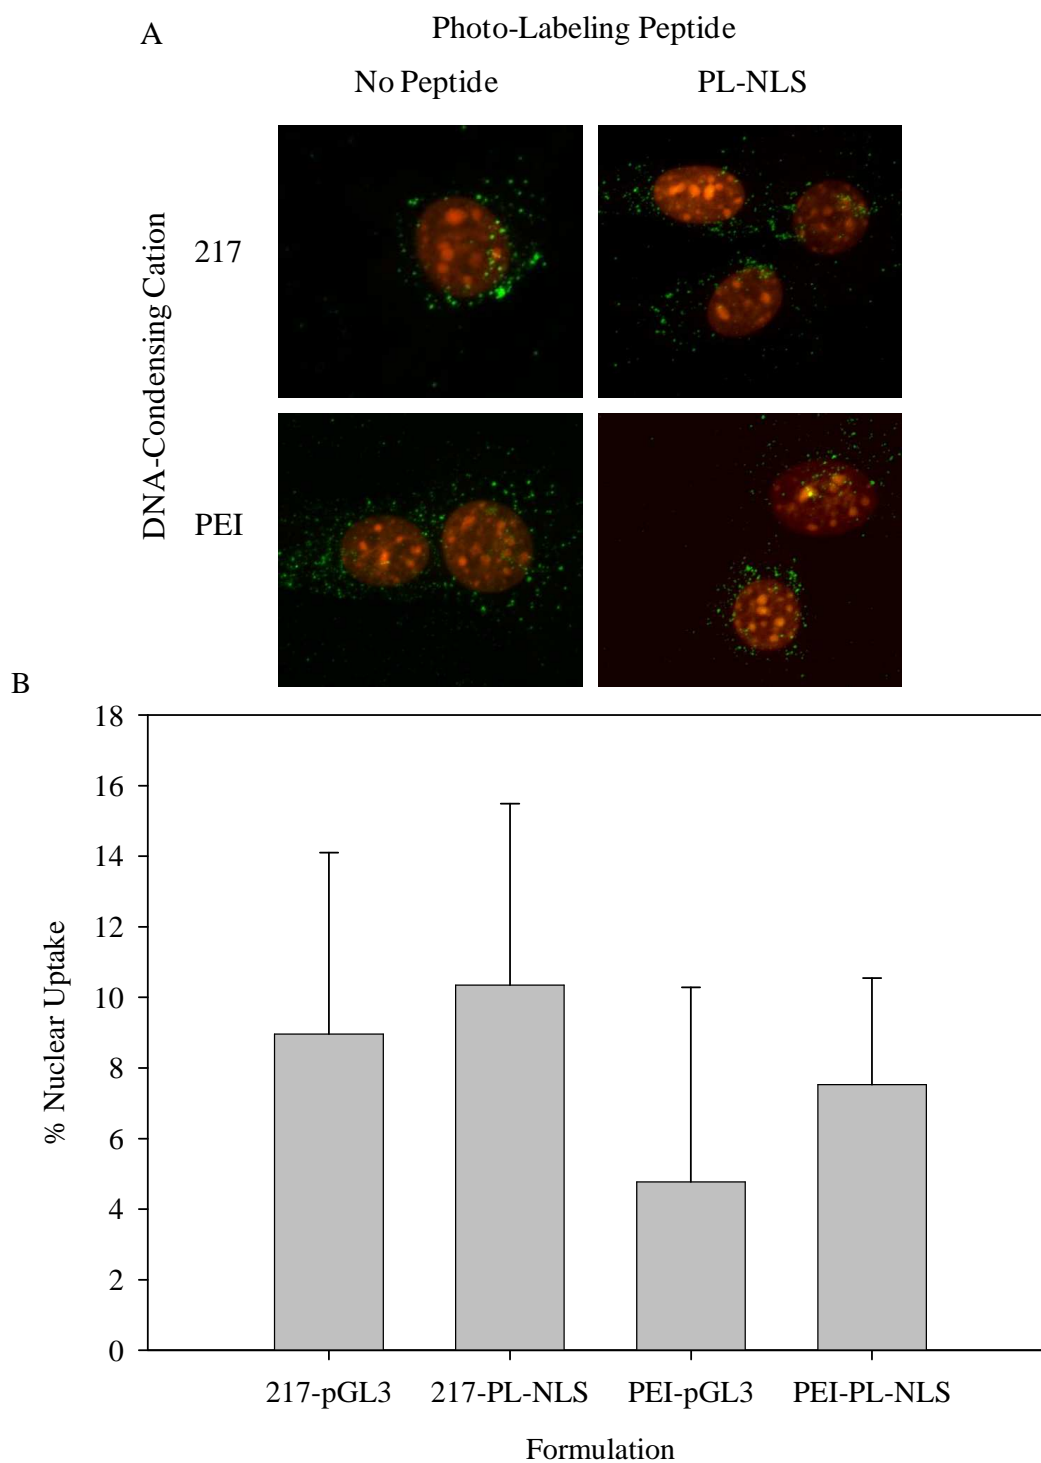 A
Photo-Labeling Peptide
No Peptide
PL-NLS
DNA-Condensing Cation
217
PEI
B
18
16
14
12
10
8
6
4
2
0
% Nuclear Uptake
217-pGL3
217-PL-NLS
PEI-pGL3
PEI-PL-NLS
Formulation